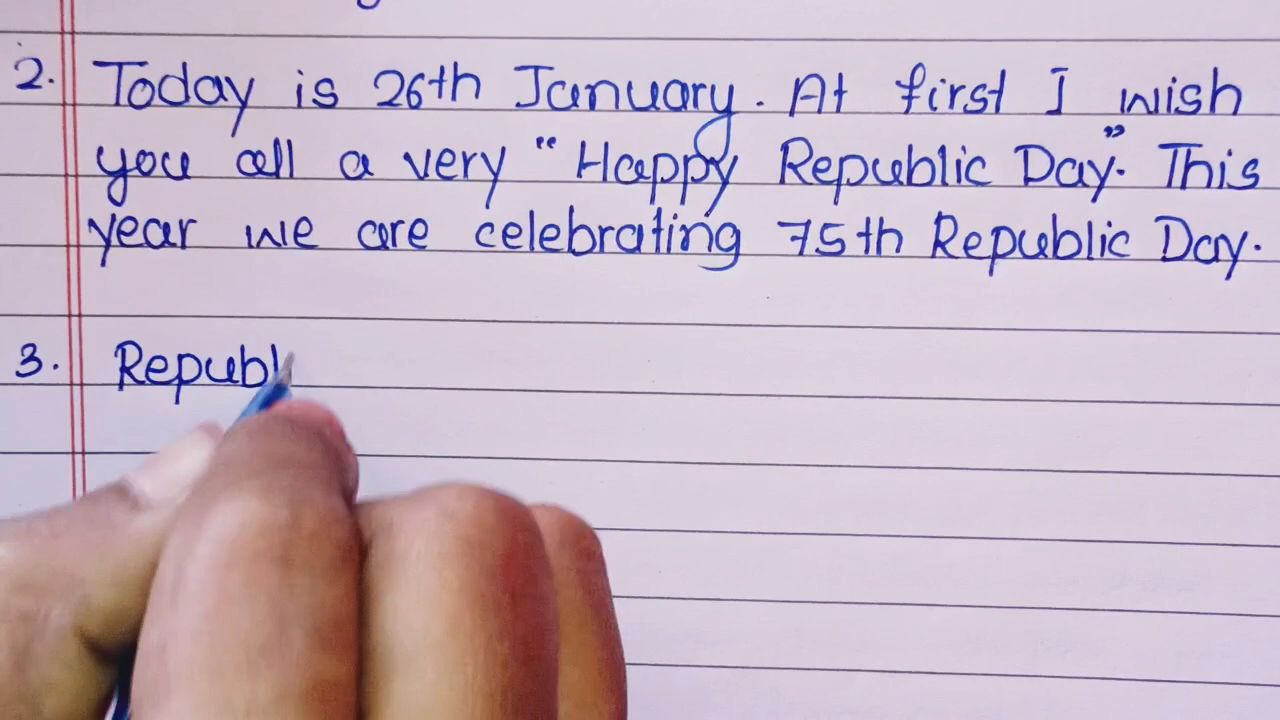 2. Today is 26th January. At first I wish
you all a very "Happy Republic Day". This
year we are celebrating 75th Republic Day.
3. Republ